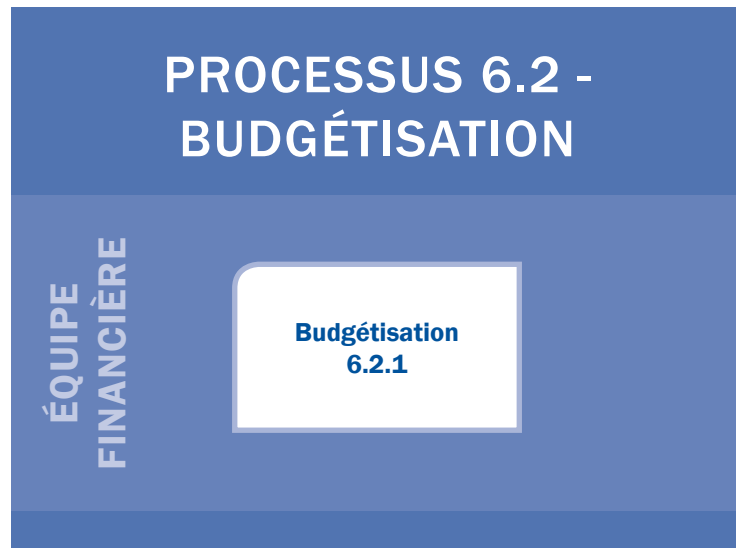 PROCESSUS 6.2 -
BUDGÉTISATION
ÉQUIPE
FINANCIÈRE
Budgétisation
6.2.1